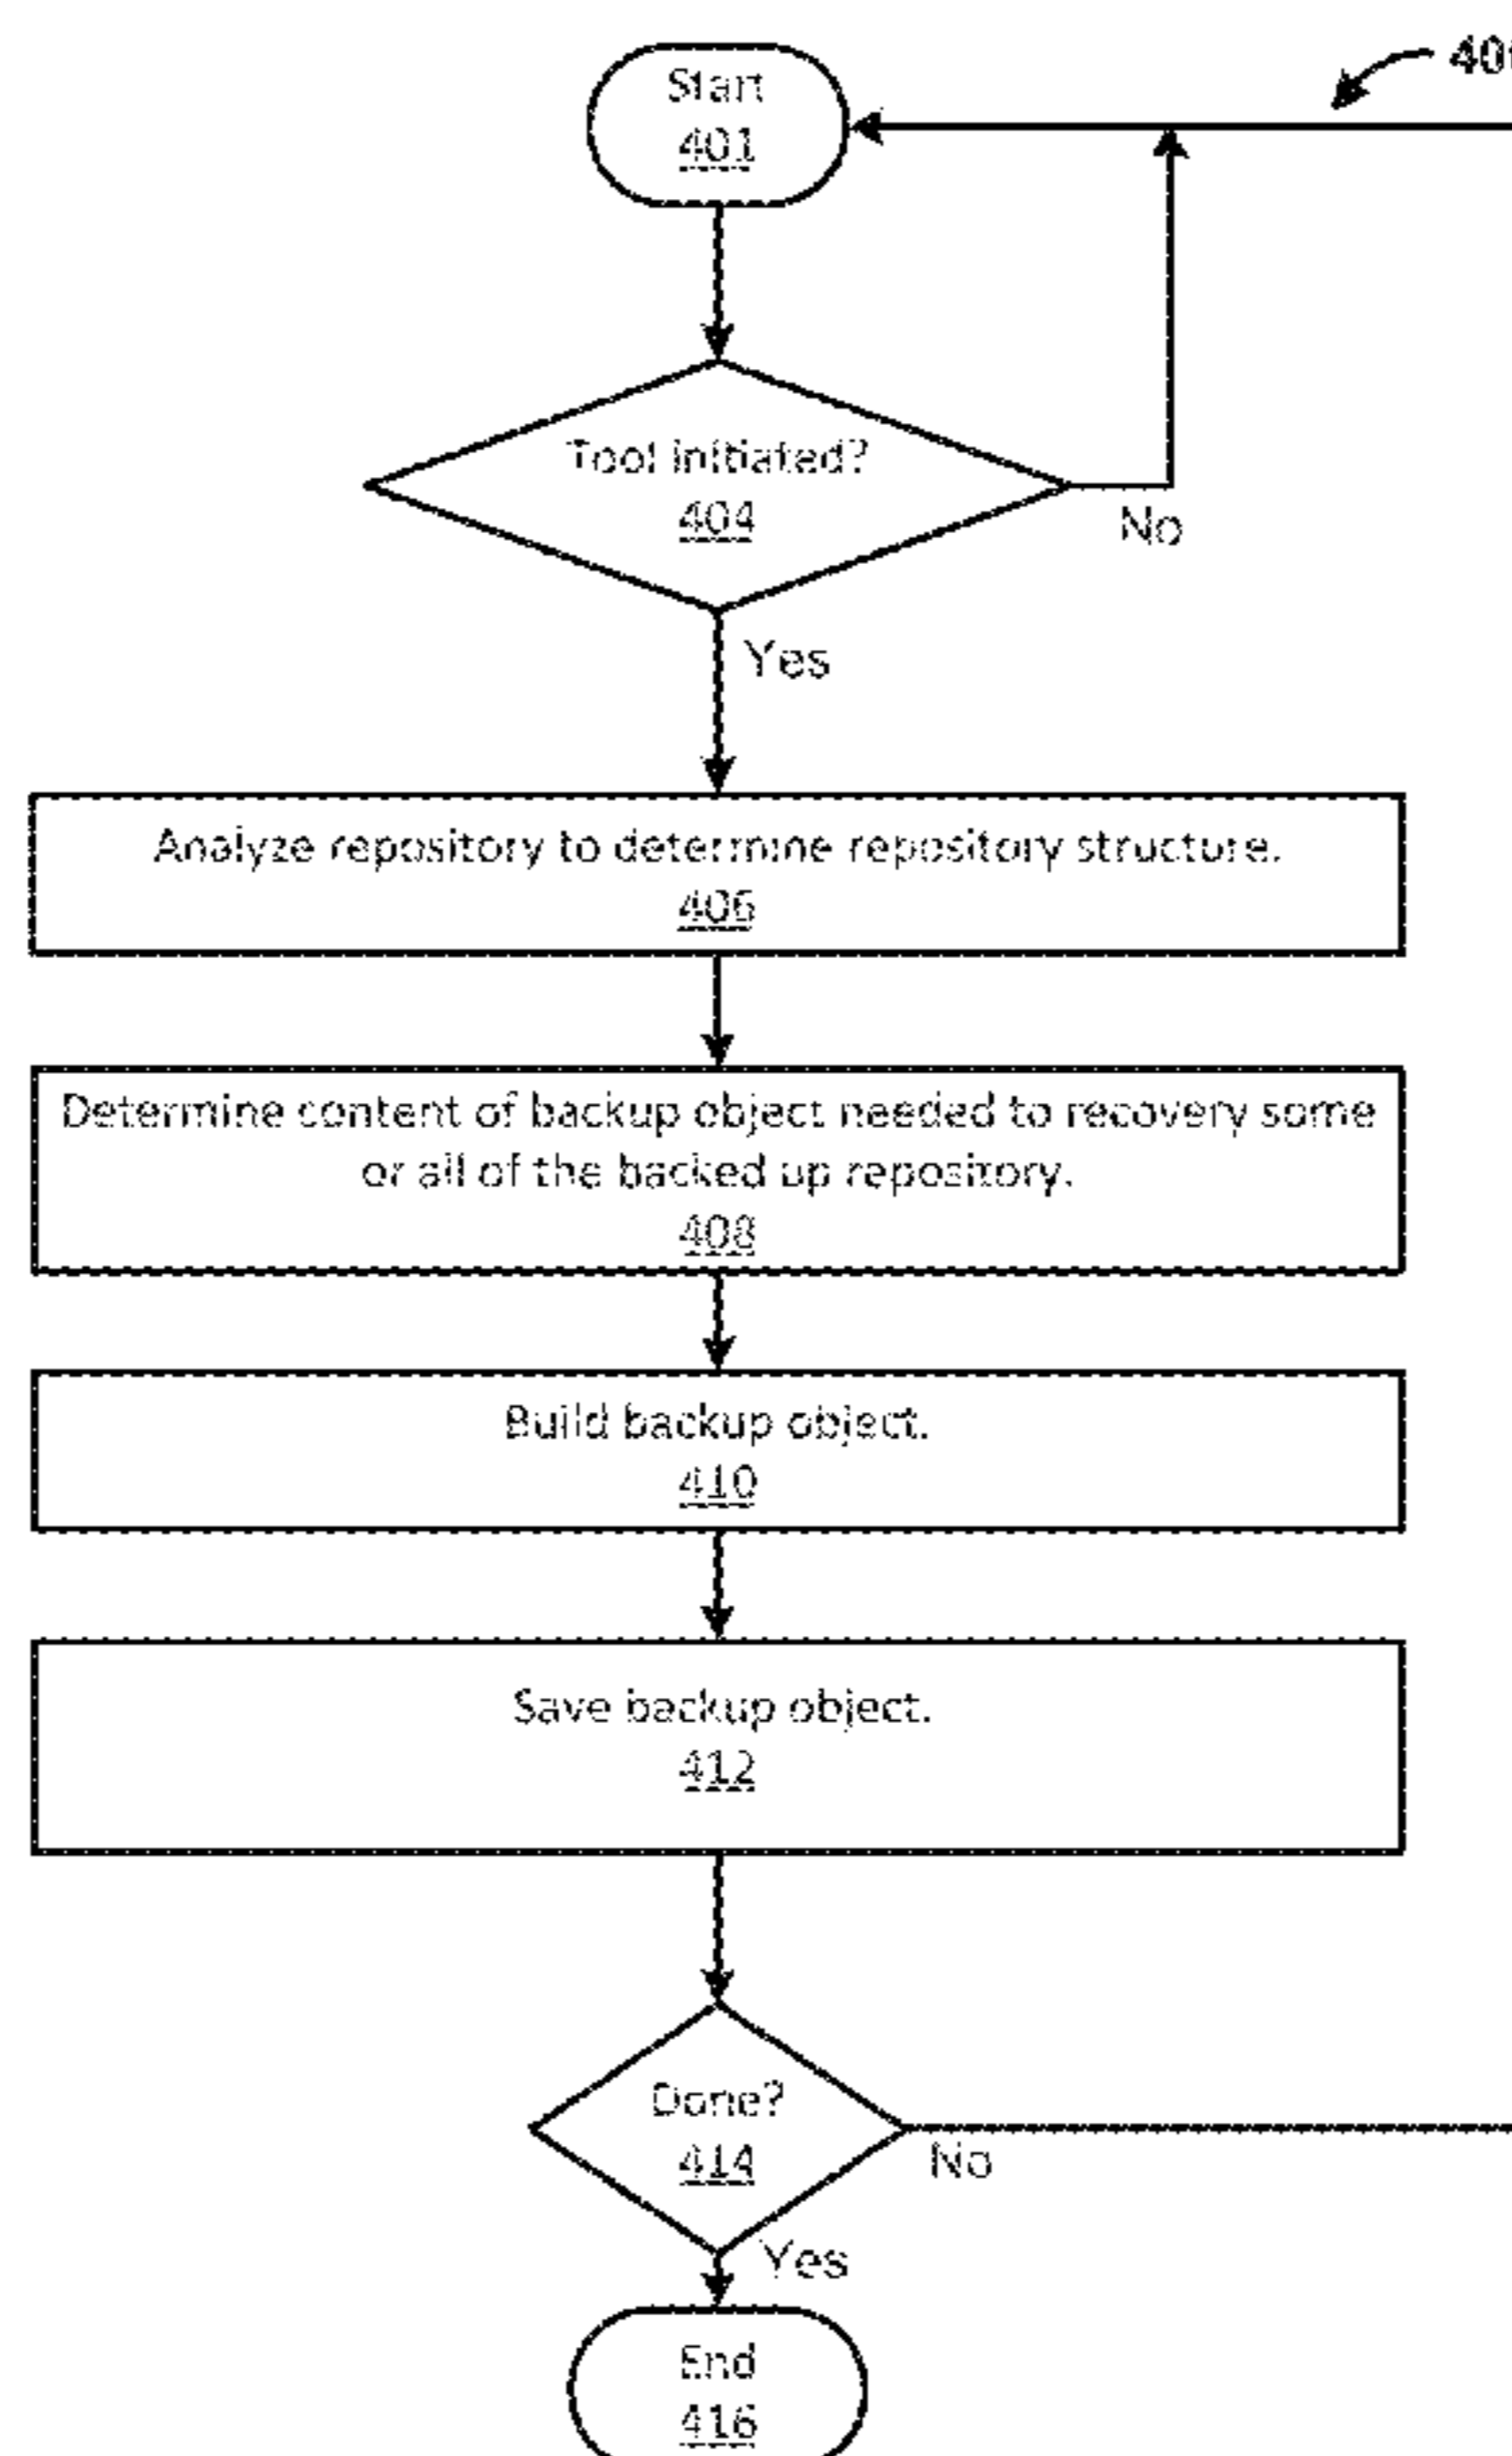 Start
401
Tool initiated?
404
No
Yes
Analyze repository to determine repository structure.
406
Determine content of backup object needed to recovery some
or all of the backed up repository.
408
Build backup object.
410
Save backup object.
412
Done?
414
No
Yes
End
416